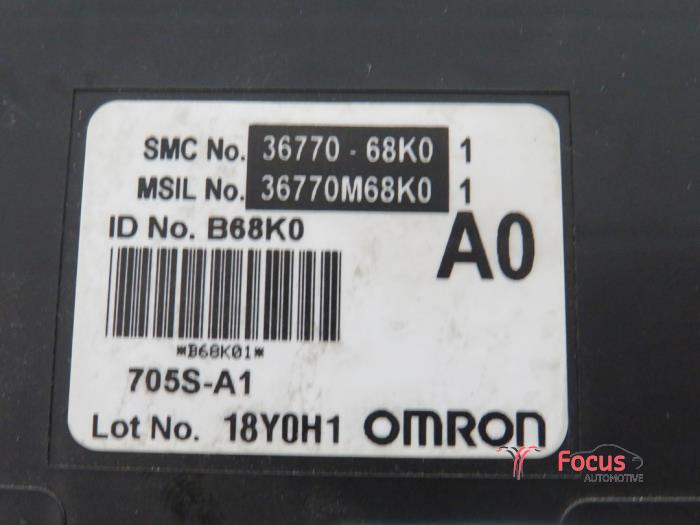 SMC No. 36770 - 68K0 1
MSIL No. 36770M68K0 1
ID No. B68K0
A0
*B68K01*
705S-A1
Lot No. 18Y0H1 OMRON
Focus
AUTOMOTIVE